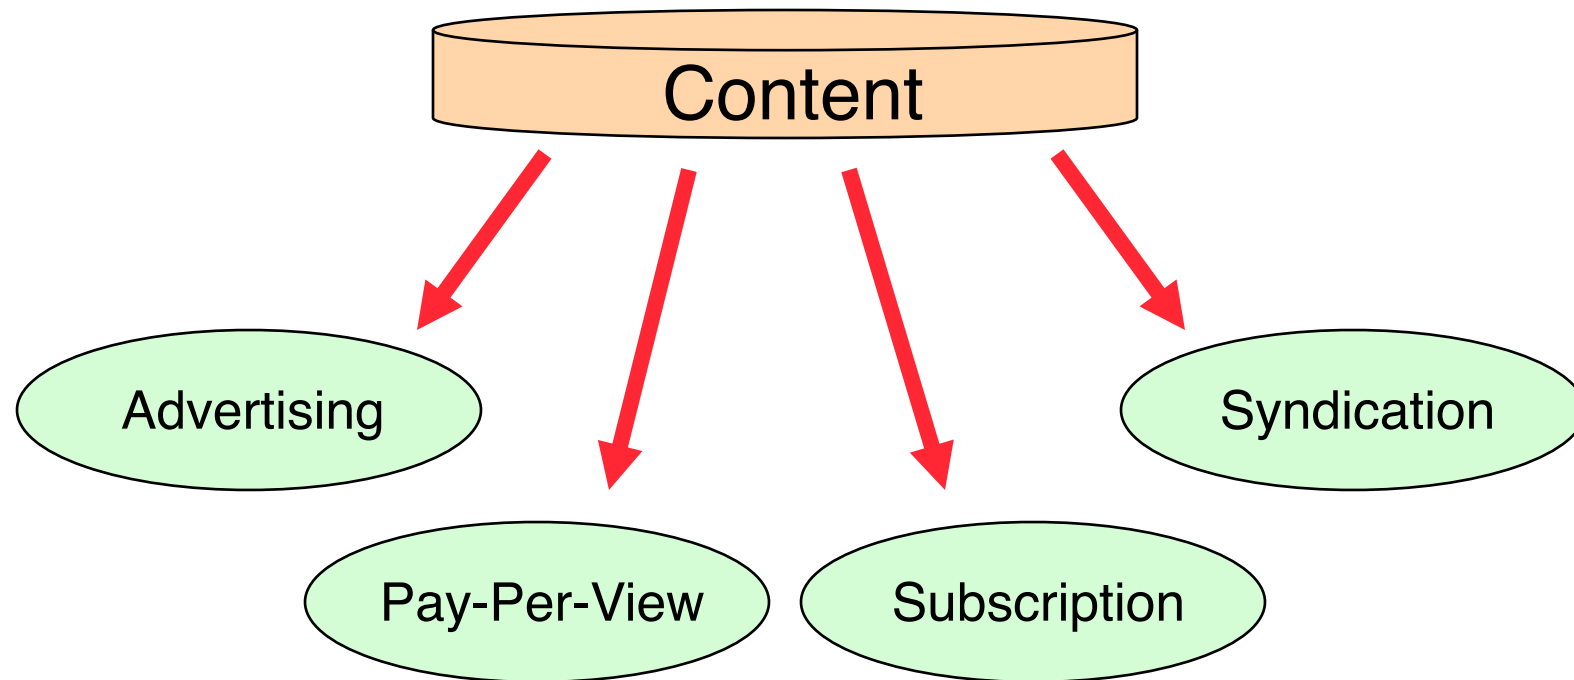 Content
Advertising
Syndication
Pay-Per-View
Subscription